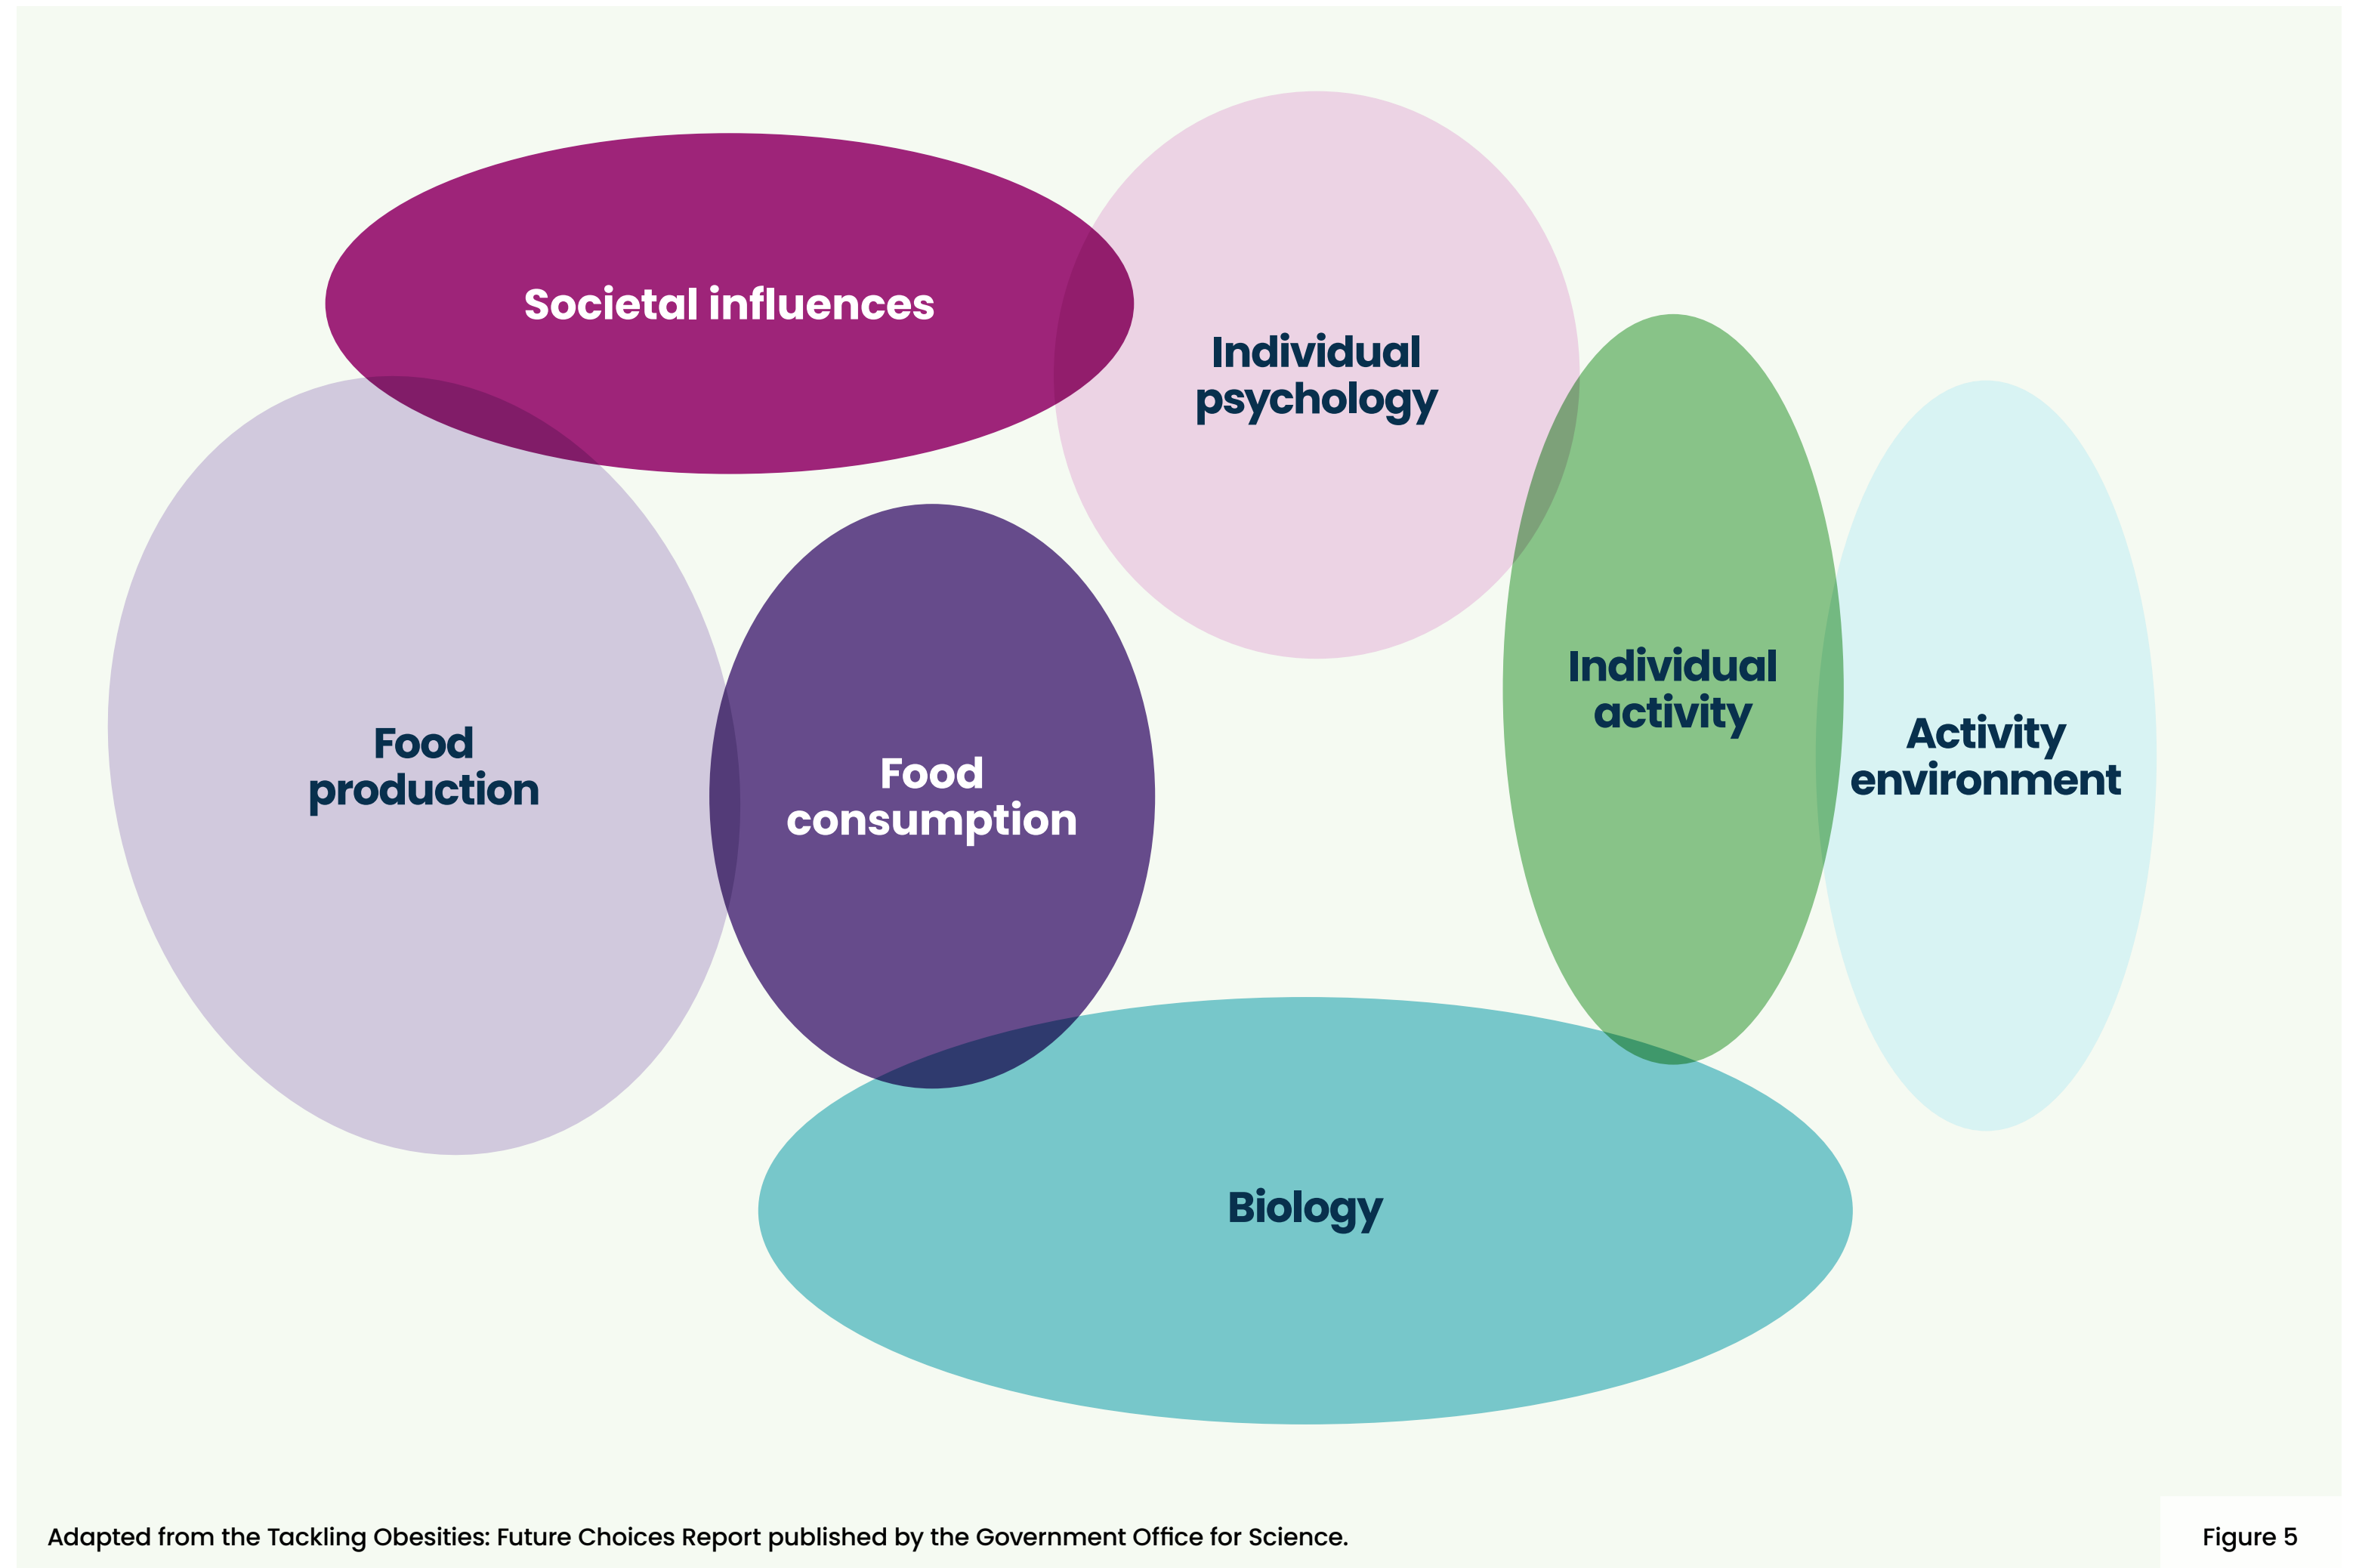 Societal influences
Individual
psychology
Individual
activity
Activity
environment
Food
production
Food
consumption
Biology
Adapted from the Tackling Obesities: Future Choices Report published by the Government Office for Science.
Figure 5